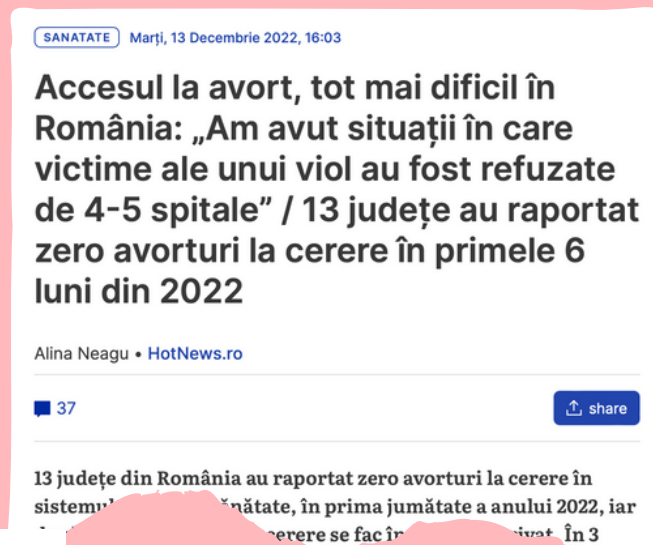 SANATATE Marți, 13 Decembrie 2022, 16:03
Accesul la avort, tot mai dificil în
România: „Am avut situații în care
victime ale unui viol au fost refuzate
de 4-5 spitale” / 13 județe au raportat
zero avorturi la cerere în primele 6
luni din 2022
Alina Neagu • HotNews.ro
37 share
13 județe din România au raportat zero avorturi la cerere în
în prima jumătate a anului 2022, iar
cerere se fac În 3